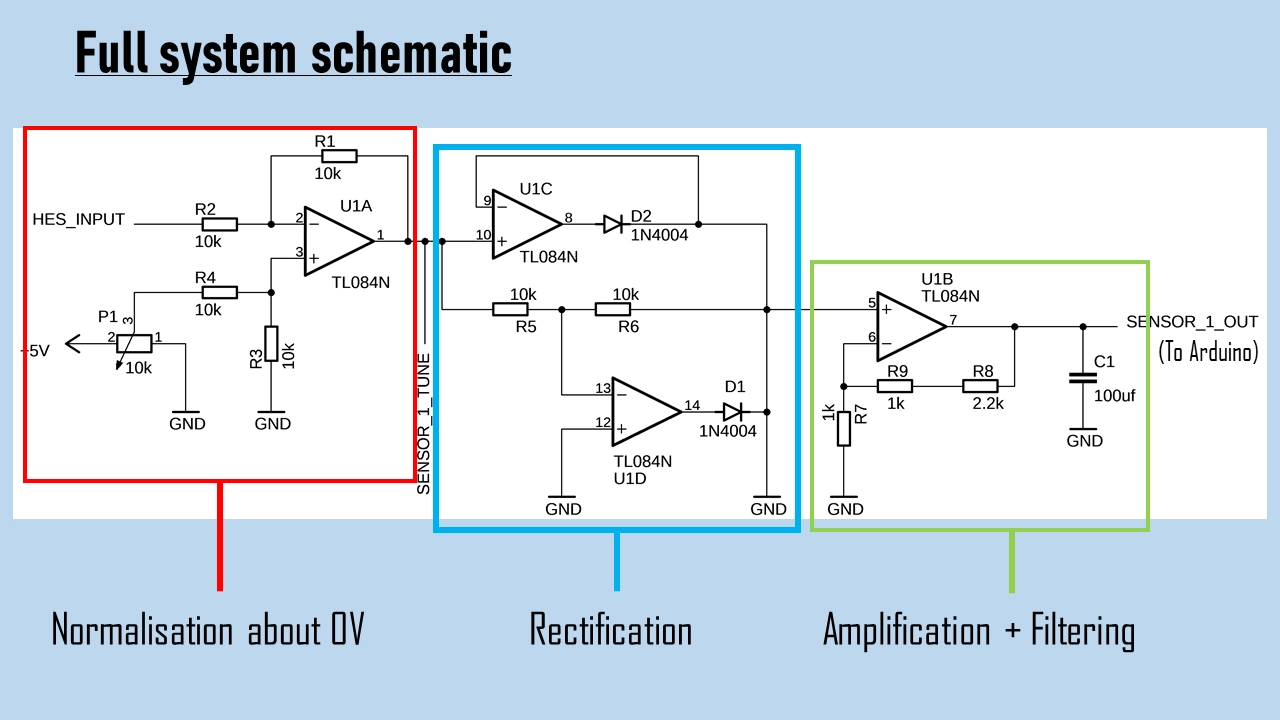 Full system schematic
R1
10k
HES_INPUT
R2
10k
2
3
U1A
1
TL084N
R4
10k
P1
3
2
1
+5V
10k
R3
10k
GND
GND
SENSOR_1_TUNE
U1C
9
10
8
TL084N
D2
1N4004
10k
R5
10k
R6
13
12
14
D1
1N4004
TL084N
U1D
GND
GND
U1B
TL084N
5
6
7
SENSOR_1_OUT
(To Arduino)
R9
1k
R8
2.2k
1k
R7
C1
100uf
GND
GND
Normalisation about 0V
Rectification
Amplification + Filtering